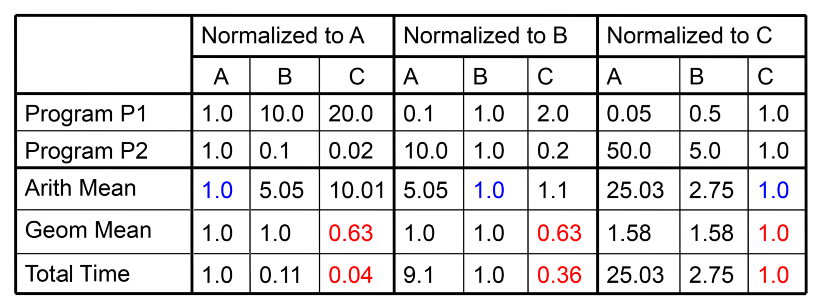 Normalized to A Normalized to B Normalized to C
A B C A B C A B C
Program P1 1.0 10.0 20.0 0.1 1.0 2.0 0.05 0.5 1.0
Program P2 1.0 0.1 0.02 10.0 1.0 0.2 50.0 5.0 1.0
Arith Mean 1.0 5.05 10.01 5.05 1.0 1.1 25.03 2.75 1.0
Geom Mean 1.0 1.0 0.63 1.0 1.0 0.63 1.58 1.58 1.0
Total Time 1.0 0.11 0.04 9.1 1.0 0.36 25.03 2.75 1.0